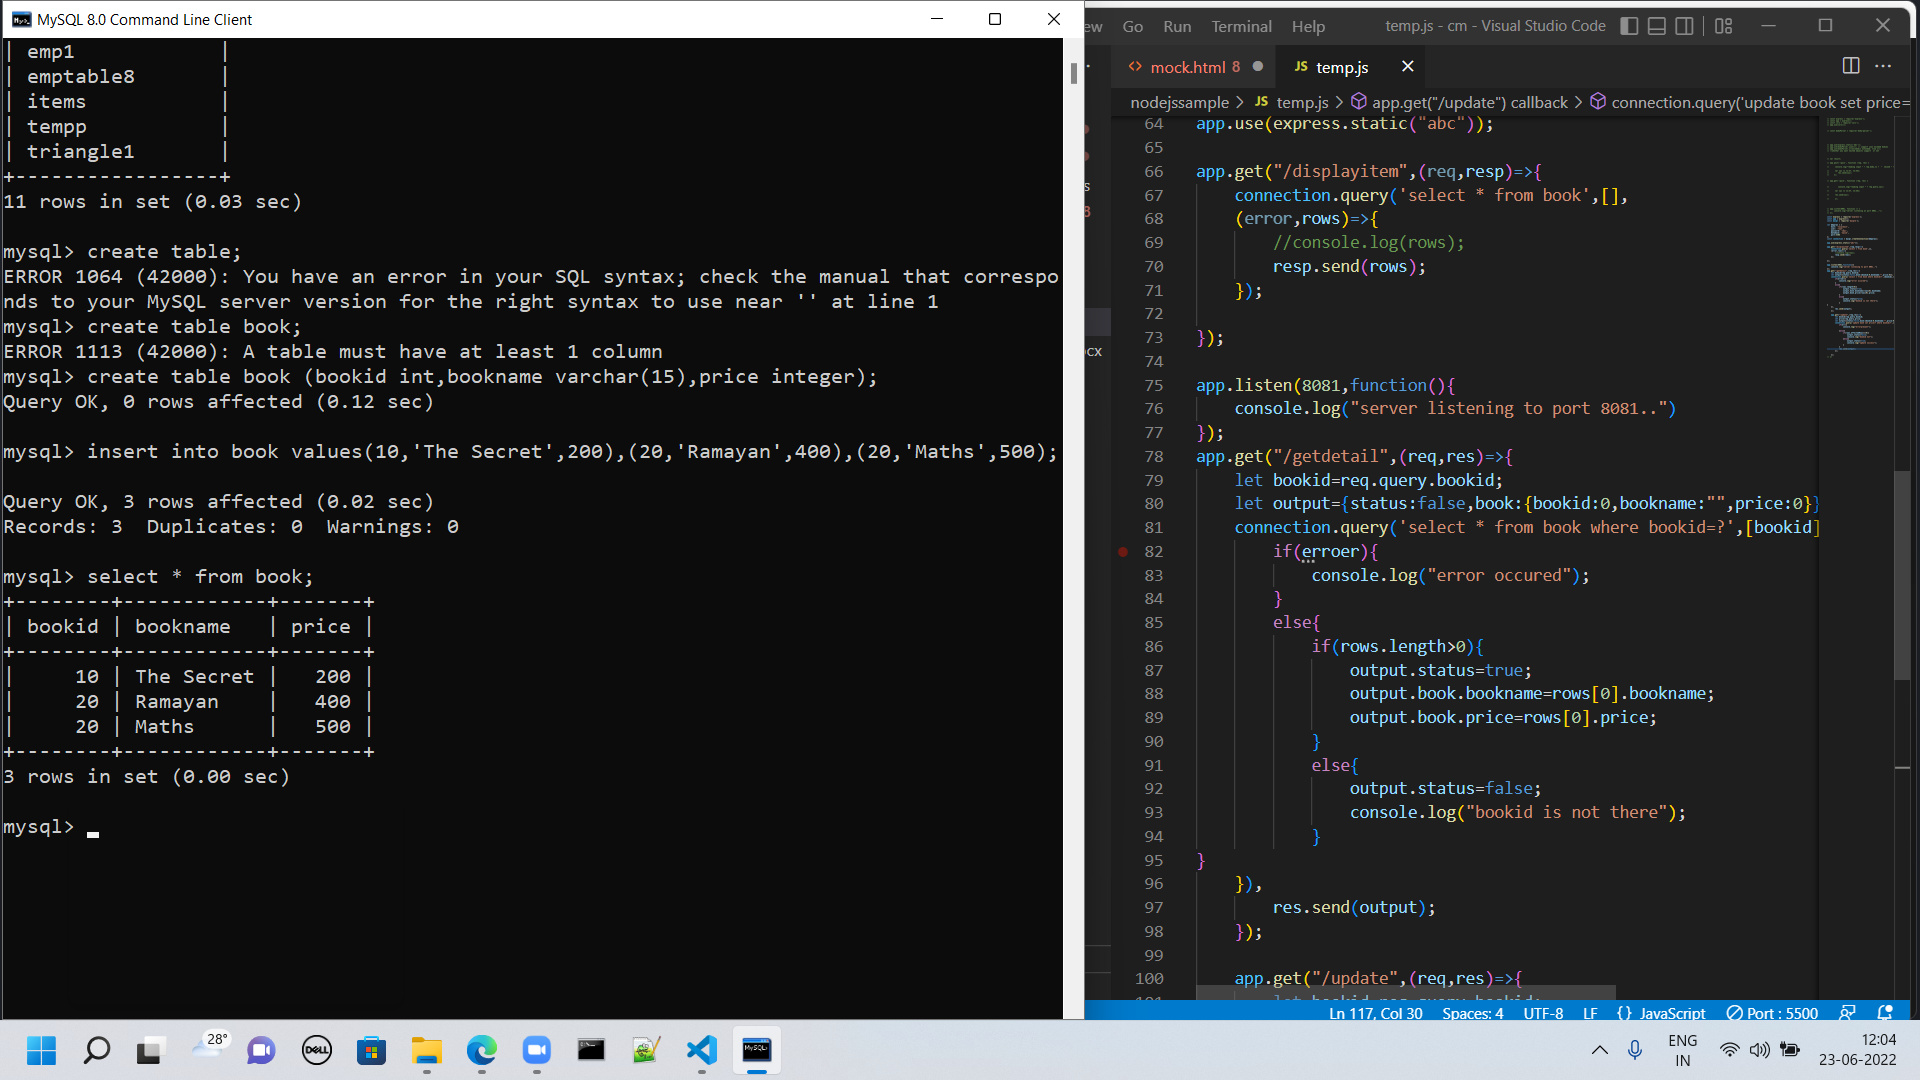 MySQL 8.0 Command Line Client
| emp1            |
| emptable8       |
| items           |
| tempp           |
| triangle1       |
+-----------------+
11 rows in set (0.03 sec)
mysql> create table;
ERROR 1064 (42000): You have an error in your SQL syntax; check the manual that correspo
nds to your MySQL server version for the right syntax to use near '' at line 1
mysql> create table book;
ERROR 1113 (42000): A table must have at least 1 column
mysql> create table book (bookid int,bookname varchar(15),price integer);
Query OK, 0 rows affected (0.12 sec)
mysql> insert into book values(10,'The Secret',200),(20,'Ramayan',400),(20,'Maths',500);
Query OK, 3 rows affected (0.02 sec)
Records: 3  Duplicates: 0  Warnings: 0
mysql> select * from book;
+--------+------------+-------+
| bookid | bookname   | price |
+--------+------------+-------+
|     10 | The Secret |   200 |
|     20 | Ramayan    |   400 |
|     20 | Maths      |   500 |
+--------+------------+-------+
3 rows in set (0.00 sec)
mysql>
ew Go Run Terminal Help temp.js - cm - Visual Studio Code
<> mock.html 8 JS temp.js
nodejssample > JS temp.js > app.get("/update") callback > connection.query('update book set price=
64 app.use(express.static("abc"));
65
66 app.get("/displayitem",(req,resp)=>{
67 connection.query('select * from book',[],
68 (error,rows)=>{
69 //console.log(rows);
70 resp.send(rows);
71 });
72
73 });
74
75 app.listen(8081,function(){
76 console.log("server listening to port 8081..")
77 });
78 app.get("/getdetail",(req,res)=>{
79 let bookid=req.query.bookid;
80 let output={status:false,book:{bookid:0,bookname:"",price:0}}
81 connection.query('select * from book where bookid=?',[bookid]
82 if(erroer){
83 console.log("error occured");
84 }
85 else{
86 if(rows.length>0){
87 output.status=true;
88 output.book.bookname=rows[0].bookname;
89 output.book.price=rows[0].price;
90 }
91 else{
92 output.status=false;
93 console.log("bookid is not there");
94 }
95 }
96 }),
97 res.send(output);
98 });
99
100 app.get("/update",(req,res)=>{
101 let bookid=req.query.bookid;
s
8
cx
Ln 117, Col 30 Spaces: 4 UTF-8 LF {} JavaScript Port : 5500
28° DELL MySQL ENG IN 12:04 23-06-2022